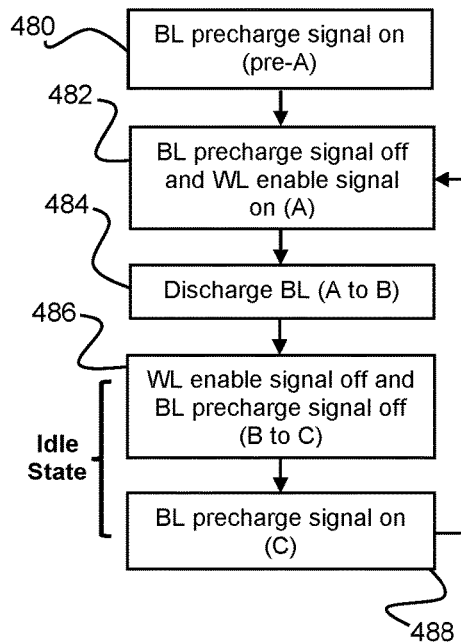 480
BL precharge signal on
(pre-A)
482
BL precharge signal off
and WL enable signal
on (A)
484
Discharge BL (A to B)
486
WL enable signal off and
BL precharge signal off
(B to C)
Idle
State
BL precharge signal on
(C)
488